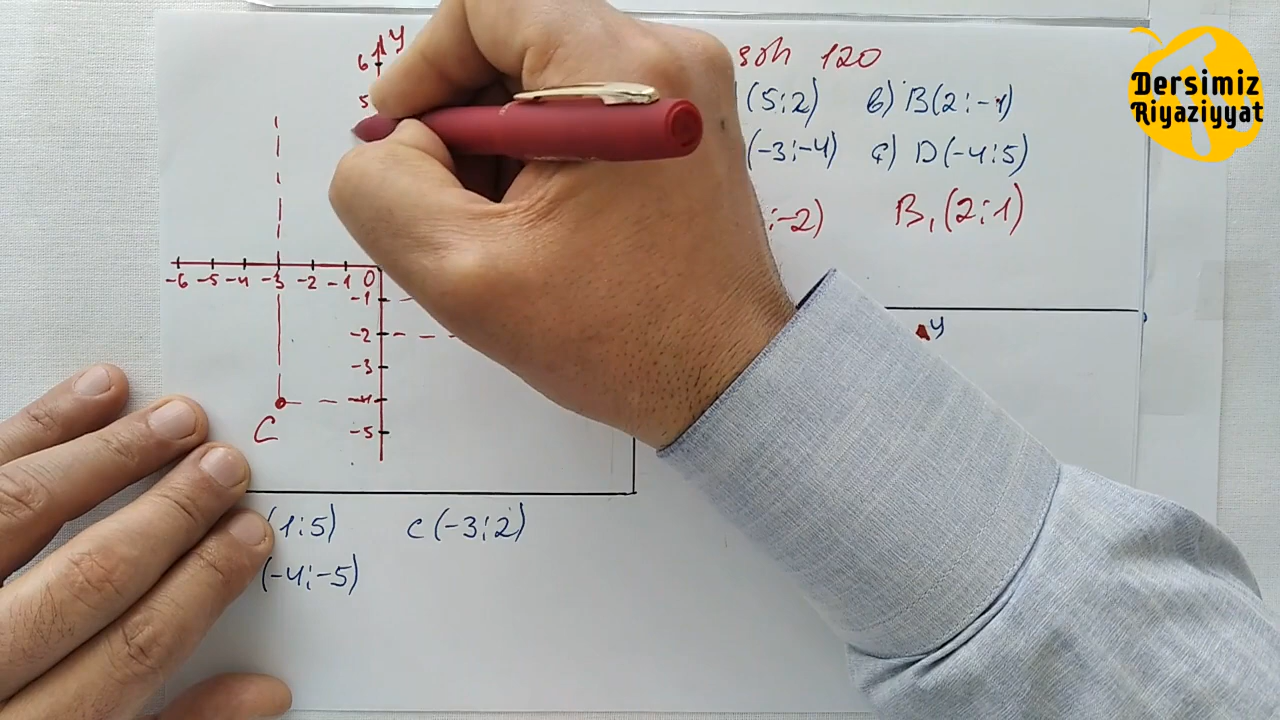 səh 120
(5;2) b) B(2;-1)
(-3;-4) ç) D(-4;5)
;-2) B₁(2;1)
y
6
5
-6 -5 -4 -3 -2 -1 0
-1
-2
-3
-4
-5
C
y
(1;5) C(-3;2)
(-4;-5)
Dersimiz
Riyaziyyat